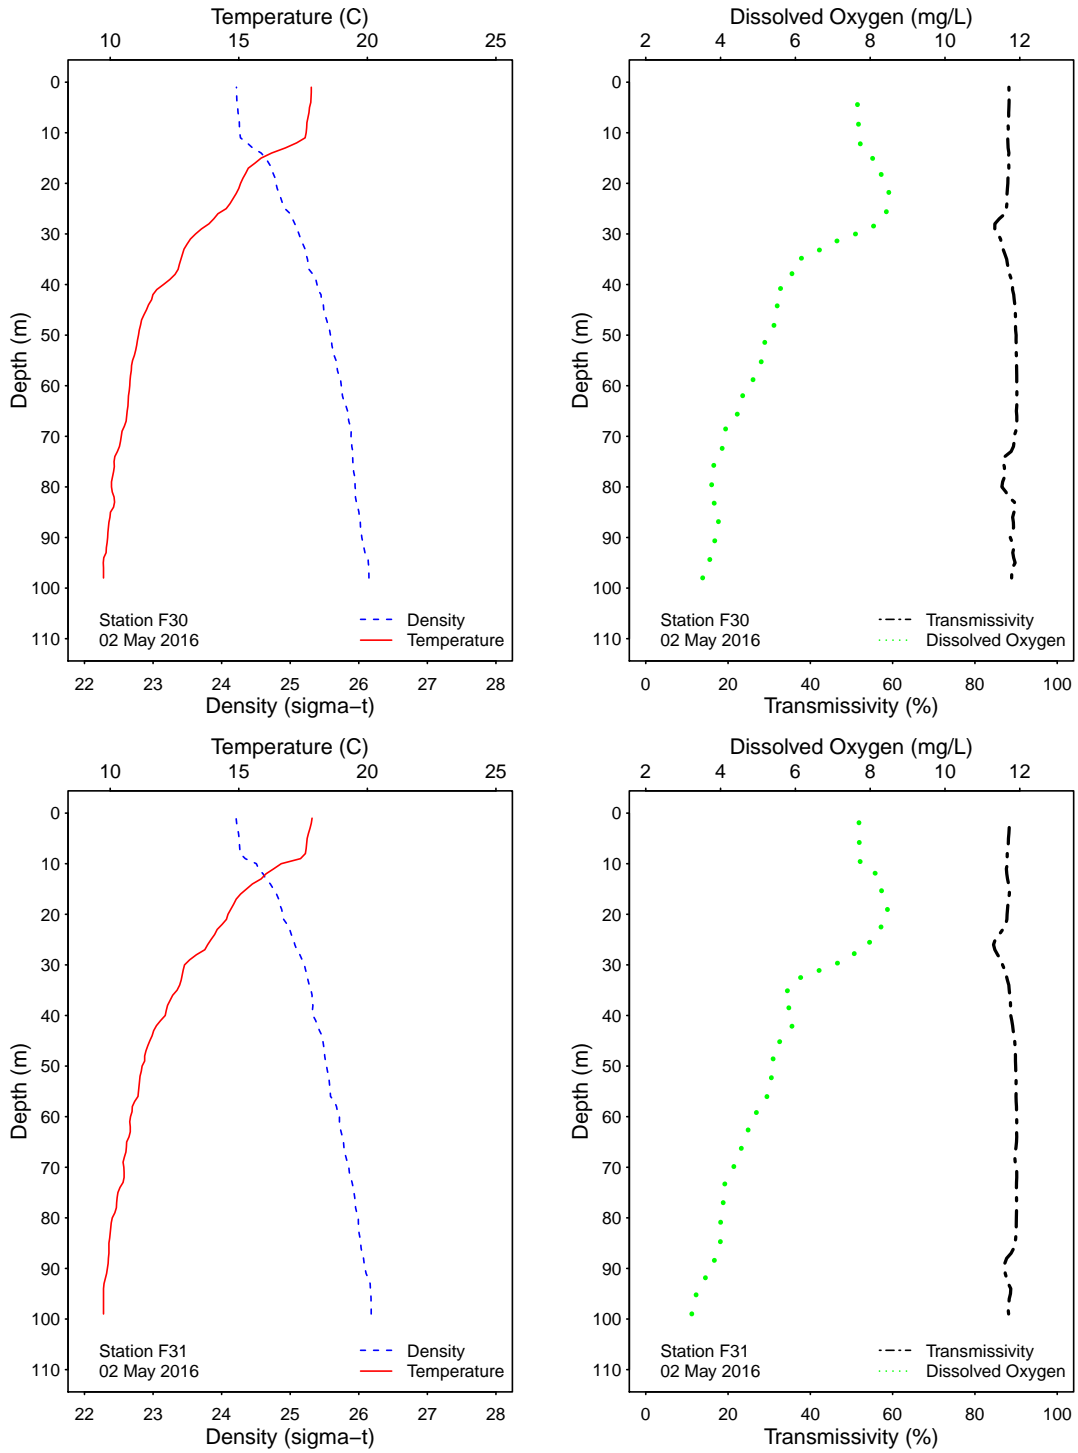 Temperature (C)
10 15 20 25
0
10
20
30
40
50
60
70
80
90
100
110
Depth (m)
Station F30
02 May 2016
Density
Temperature
22 23 24 25 26 27 28
Density (sigma−t)
Dissolved Oxygen (mg/L)
2 4 6 8 10 12
0
10
20
30
40
50
60
70
80
90
100
110
Depth (m)
Station F30
02 May 2016
Transmissivity
Dissolved Oxygen
0 20 40 60 80 100
Transmissivity (%)
Temperature (C)
10 15 20 25
0
10
20
30
40
50
60
70
80
90
100
110
Depth (m)
Station F31
02 May 2016
Density
Temperature
22 23 24 25 26 27 28
Density (sigma−t)
Dissolved Oxygen (mg/L)
2 4 6 8 10 12
0
10
20
30
40
50
60
70
80
90
100
110
Depth (m)
Station F31
02 May 2016
Transmissivity
Dissolved Oxygen
0 20 40 60 80 100
Transmissivity (%)